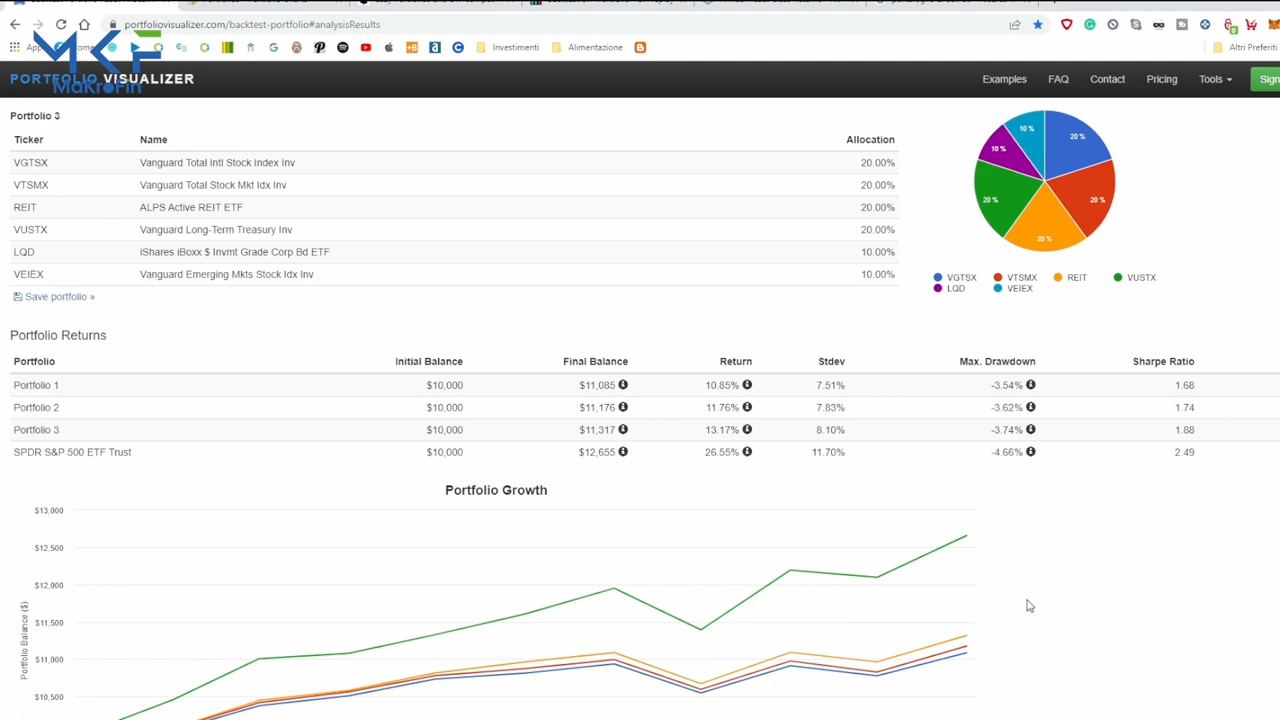 portfoliovisualizer.com/backtest-portfolio#analysisResults
Investimenti Alimentazione Altri Preferiti
MKF
MaKroFin
PORTFOLIO VISUALIZER
Examples FAQ Contact Pricing Tools Sign
Portfolio 3
Ticker Name Allocation
VGTSX Vanguard Total Intl Stock Index Inv 20.00%
VTSMX Vanguard Total Stock Mkt Idx Inv 20.00%
REIT ALPS Active REIT ETF 20.00%
VUSTX Vanguard Long-Term Treasury Inv 20.00%
LQD iShares iBoxx $ Invmt Grade Corp Bd ETF 10.00%
VEIEX Vanguard Emerging Mkts Stock Idx Inv 10.00%
Save portfolio »
10 % 20 %
10 %
20 % 20 %
20 %
VGTSX VTSMX REIT VUSTX
LQD VEIEX
Portfolio Returns
Portfolio Initial Balance Final Balance Return Stdev Max. Drawdown Sharpe Ratio
Portfolio 1 $10,000 $11,085 10.85% 7.51% -3.54% 1.68
Portfolio 2 $10,000 $11,176 11.76% 7.83% -3.62% 1.74
Portfolio 3 $10,000 $11,317 13.17% 8.10% -3.74% 1.88
SPDR S&P 500 ETF Trust $10,000 $12,655 26.55% 11.70% -4.66% 2.49
Portfolio Growth
$13,000
$12,500
$12,000
$11,500
$11,000
$10,500
Portfolio Balance ($)